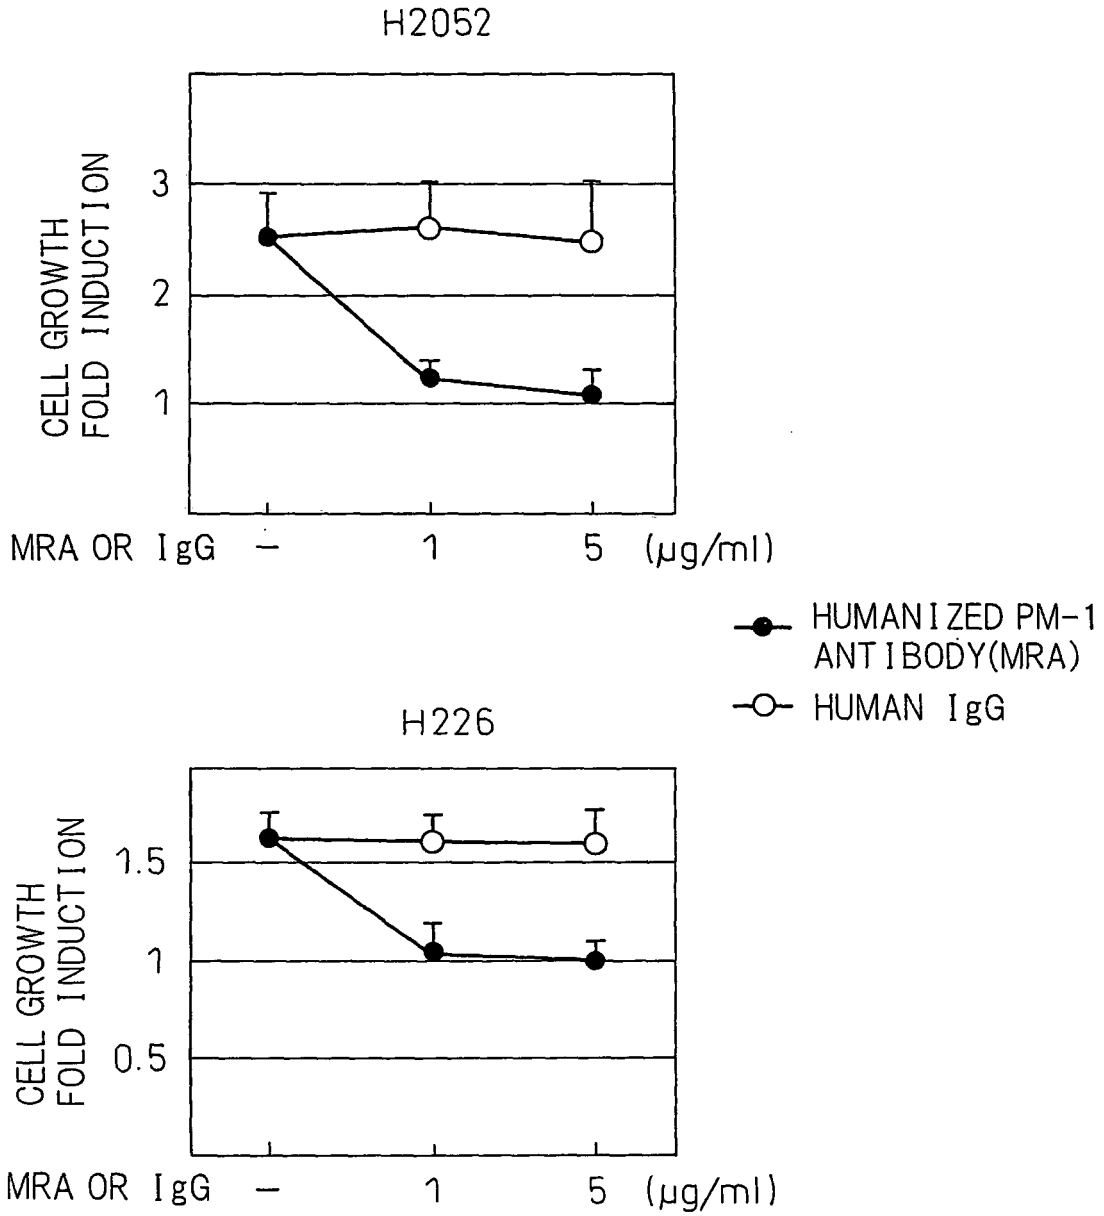 H2052
CELL GROWTH
FOLD INDUCTION
3
2
1
MRA OR IgG - 1 5 (μg/ml)
HUMANIZED PM-1
ANTIBODY(MRA)
HUMAN IgG
H226
CELL GROWTH
FOLD INDUCTION
1.5
1
0.5
MRA OR IgG - 1 5 (μg/ml)